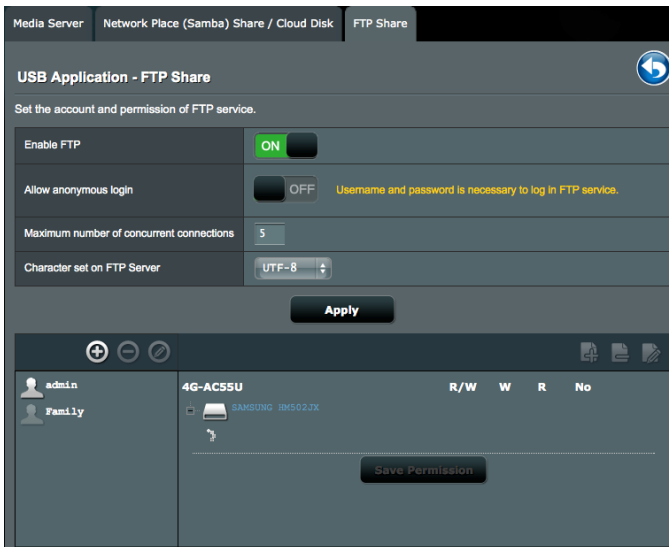 Media Server Network Place (Samba) Share / Cloud Disk FTP Share
USB Application - FTP Share
Set the account and permission of FTP service.
Enable FTP ON
Allow anonymous login OFF Username and password is necessary to log in FTP service.
Maximum number of concurrent connections 5
Character set on FTP Server UTF-8
Apply
admin
Family
4G-AC55U R/W W R No
SAMSUNG HM502JX
Save Permission